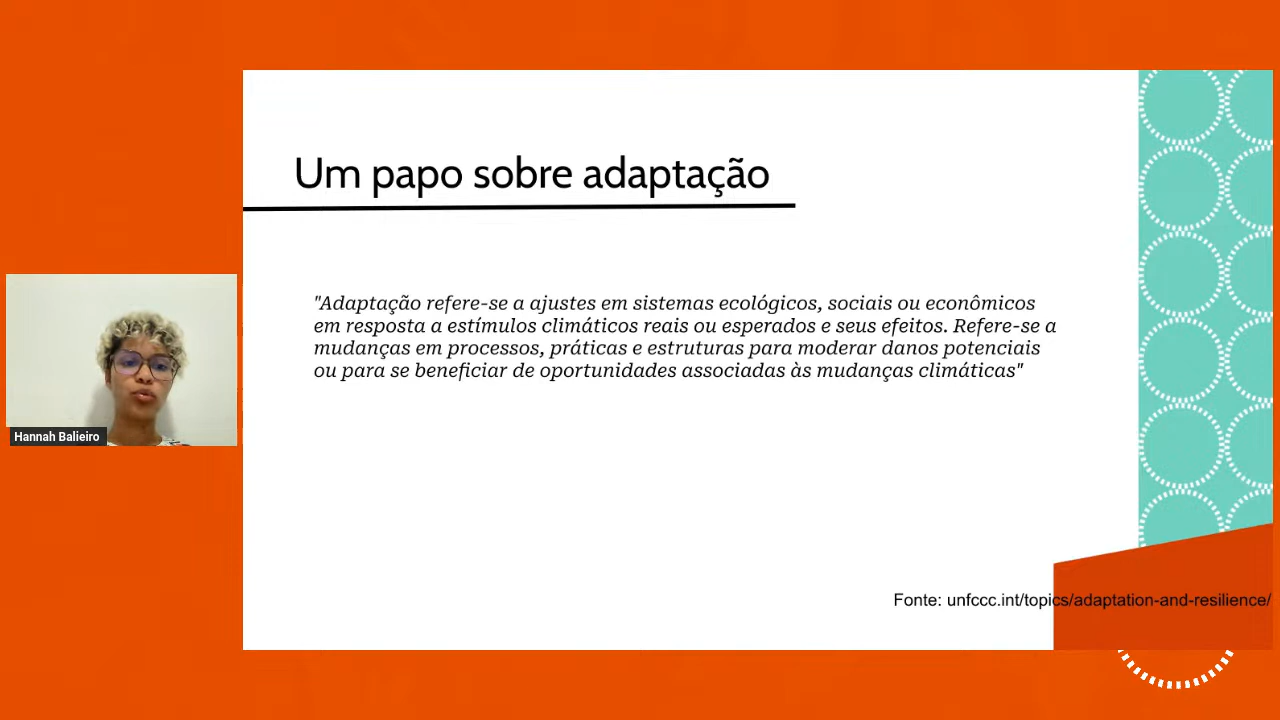 Um papo sobre adaptação
"Adaptação refere-se a ajustes em sistemas ecológicos, sociais ou econômicos
em resposta a estímulos climáticos reais ou esperados e seus efeitos. Refere-se a
mudanças em processos, práticas e estruturas para moderar danos potenciais
ou para se beneficiar de oportunidades associadas às mudanças climáticas"
Hannah Balieiro
Fonte: unfccc.int/topics/adaptation-and-resilience/